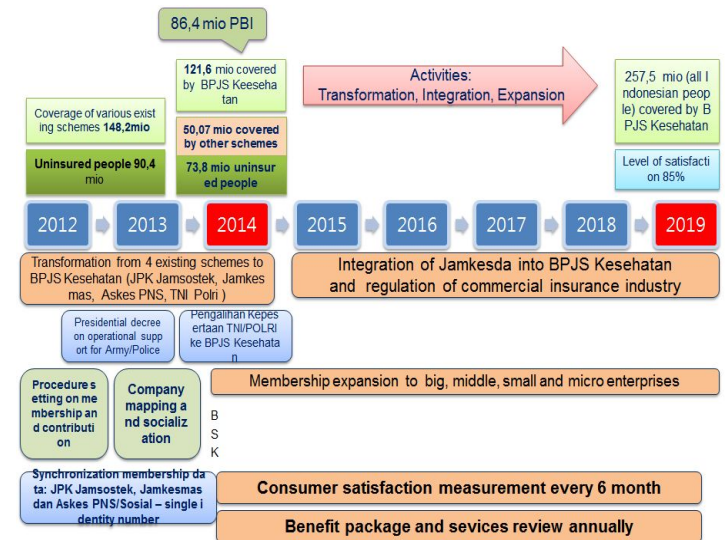 86,4 mio PBI
121,6 mio covered
by BPJS Keeseha
tan
Activities:
Transformation, Integration, Expansion
257,5 mio (all I
ndonesian peop
le) covered by B
PJS Kesehatan
Coverage of various exist
ing schemes 148,2mio
50,07 mio covered
by other schemes
Uninsured people 90,4
mio
73,8 mio uninsur
ed people
Level of satisfacti
on 85%
2012
2013
2014
2015
2016
2017
2018
2019
Transformation from 4 existing schemes to
BPJS Kesehatan (JPK Jamsostek, Jamkes
mas, Askes PNS, TNI Polri )
Integration of Jamkesda into BPJS Kesehatan
and regulation of commercial insurance industry
Presidential decree
on operational supp
ort for Army/Police
Pengalihan Kepes
ertaan TNI/POLRI
ke BPJS Kesehata
n
Procedure s
etting on me
mbership an
d contributi
on
Company
mapping a
nd socializ
ation
Membership expansion to big, middle, small and micro enterprises
B
S
K
Synchronization membership da
ta: JPK Jamsostek, Jamkesmas
dan Askes PNS/Sosial – single i
dentity number
Consumer satisfaction measurement every 6 month
Benefit package and sevices review annually